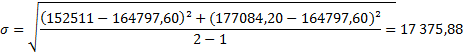 σ = √((152511 − 164797,60)² + (177084,20 − 164797,60)² / (2 − 1)) = 17 375,88